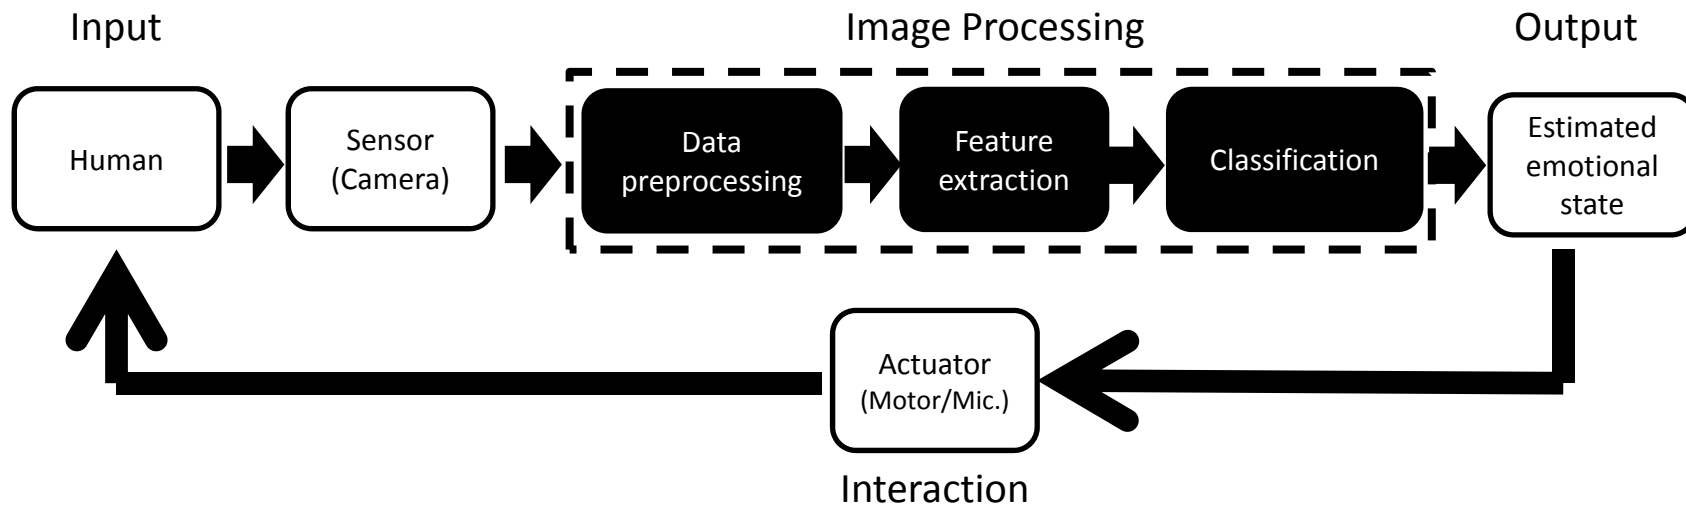 Input
Image Processing
Output
Human
Sensor
(Camera)
Data
preprocessing
Feature
extraction
Classification
Estimated
emotional
state
Actuator
(Motor/Mic.)
Interaction